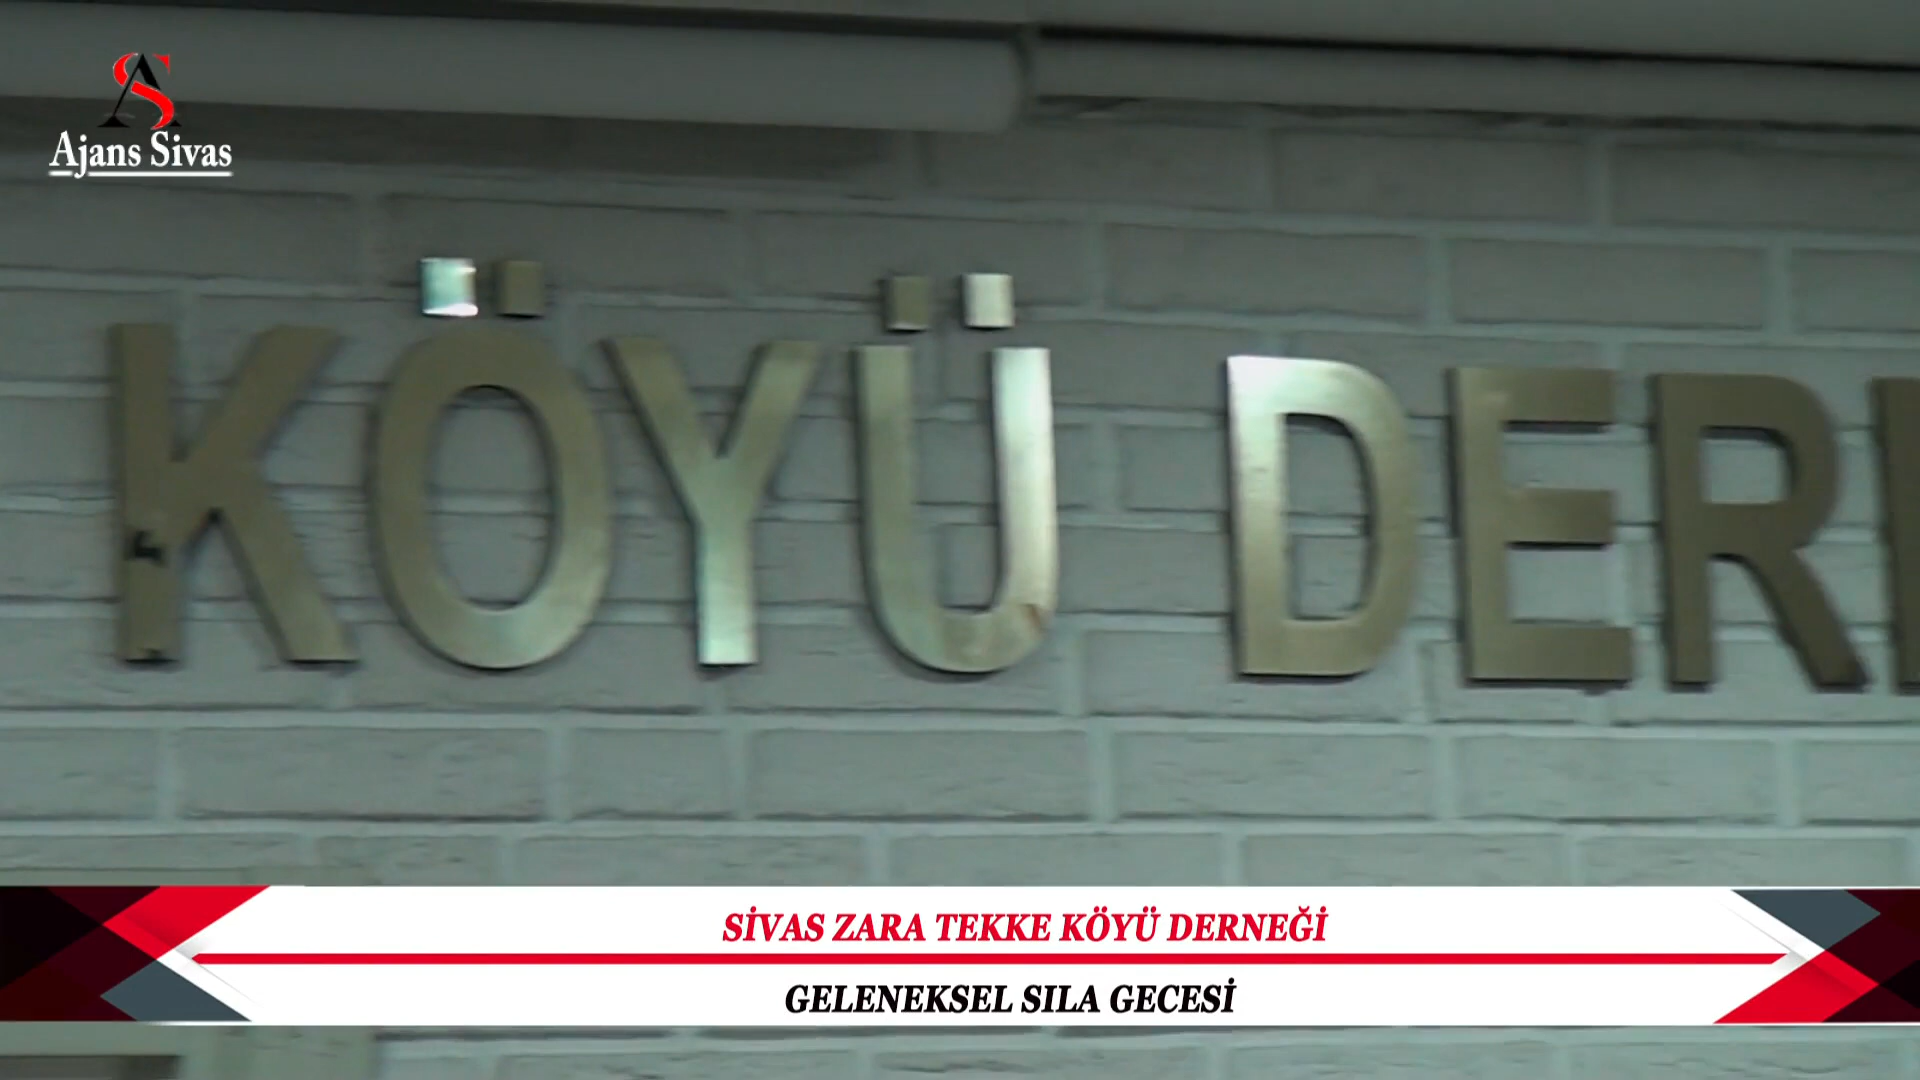 Ajans Sivas
KÖYÜ DER
SİVAS ZARA TEKKE KÖYÜ DERNEĞİ
GELENEKSEL SILA GECESİ